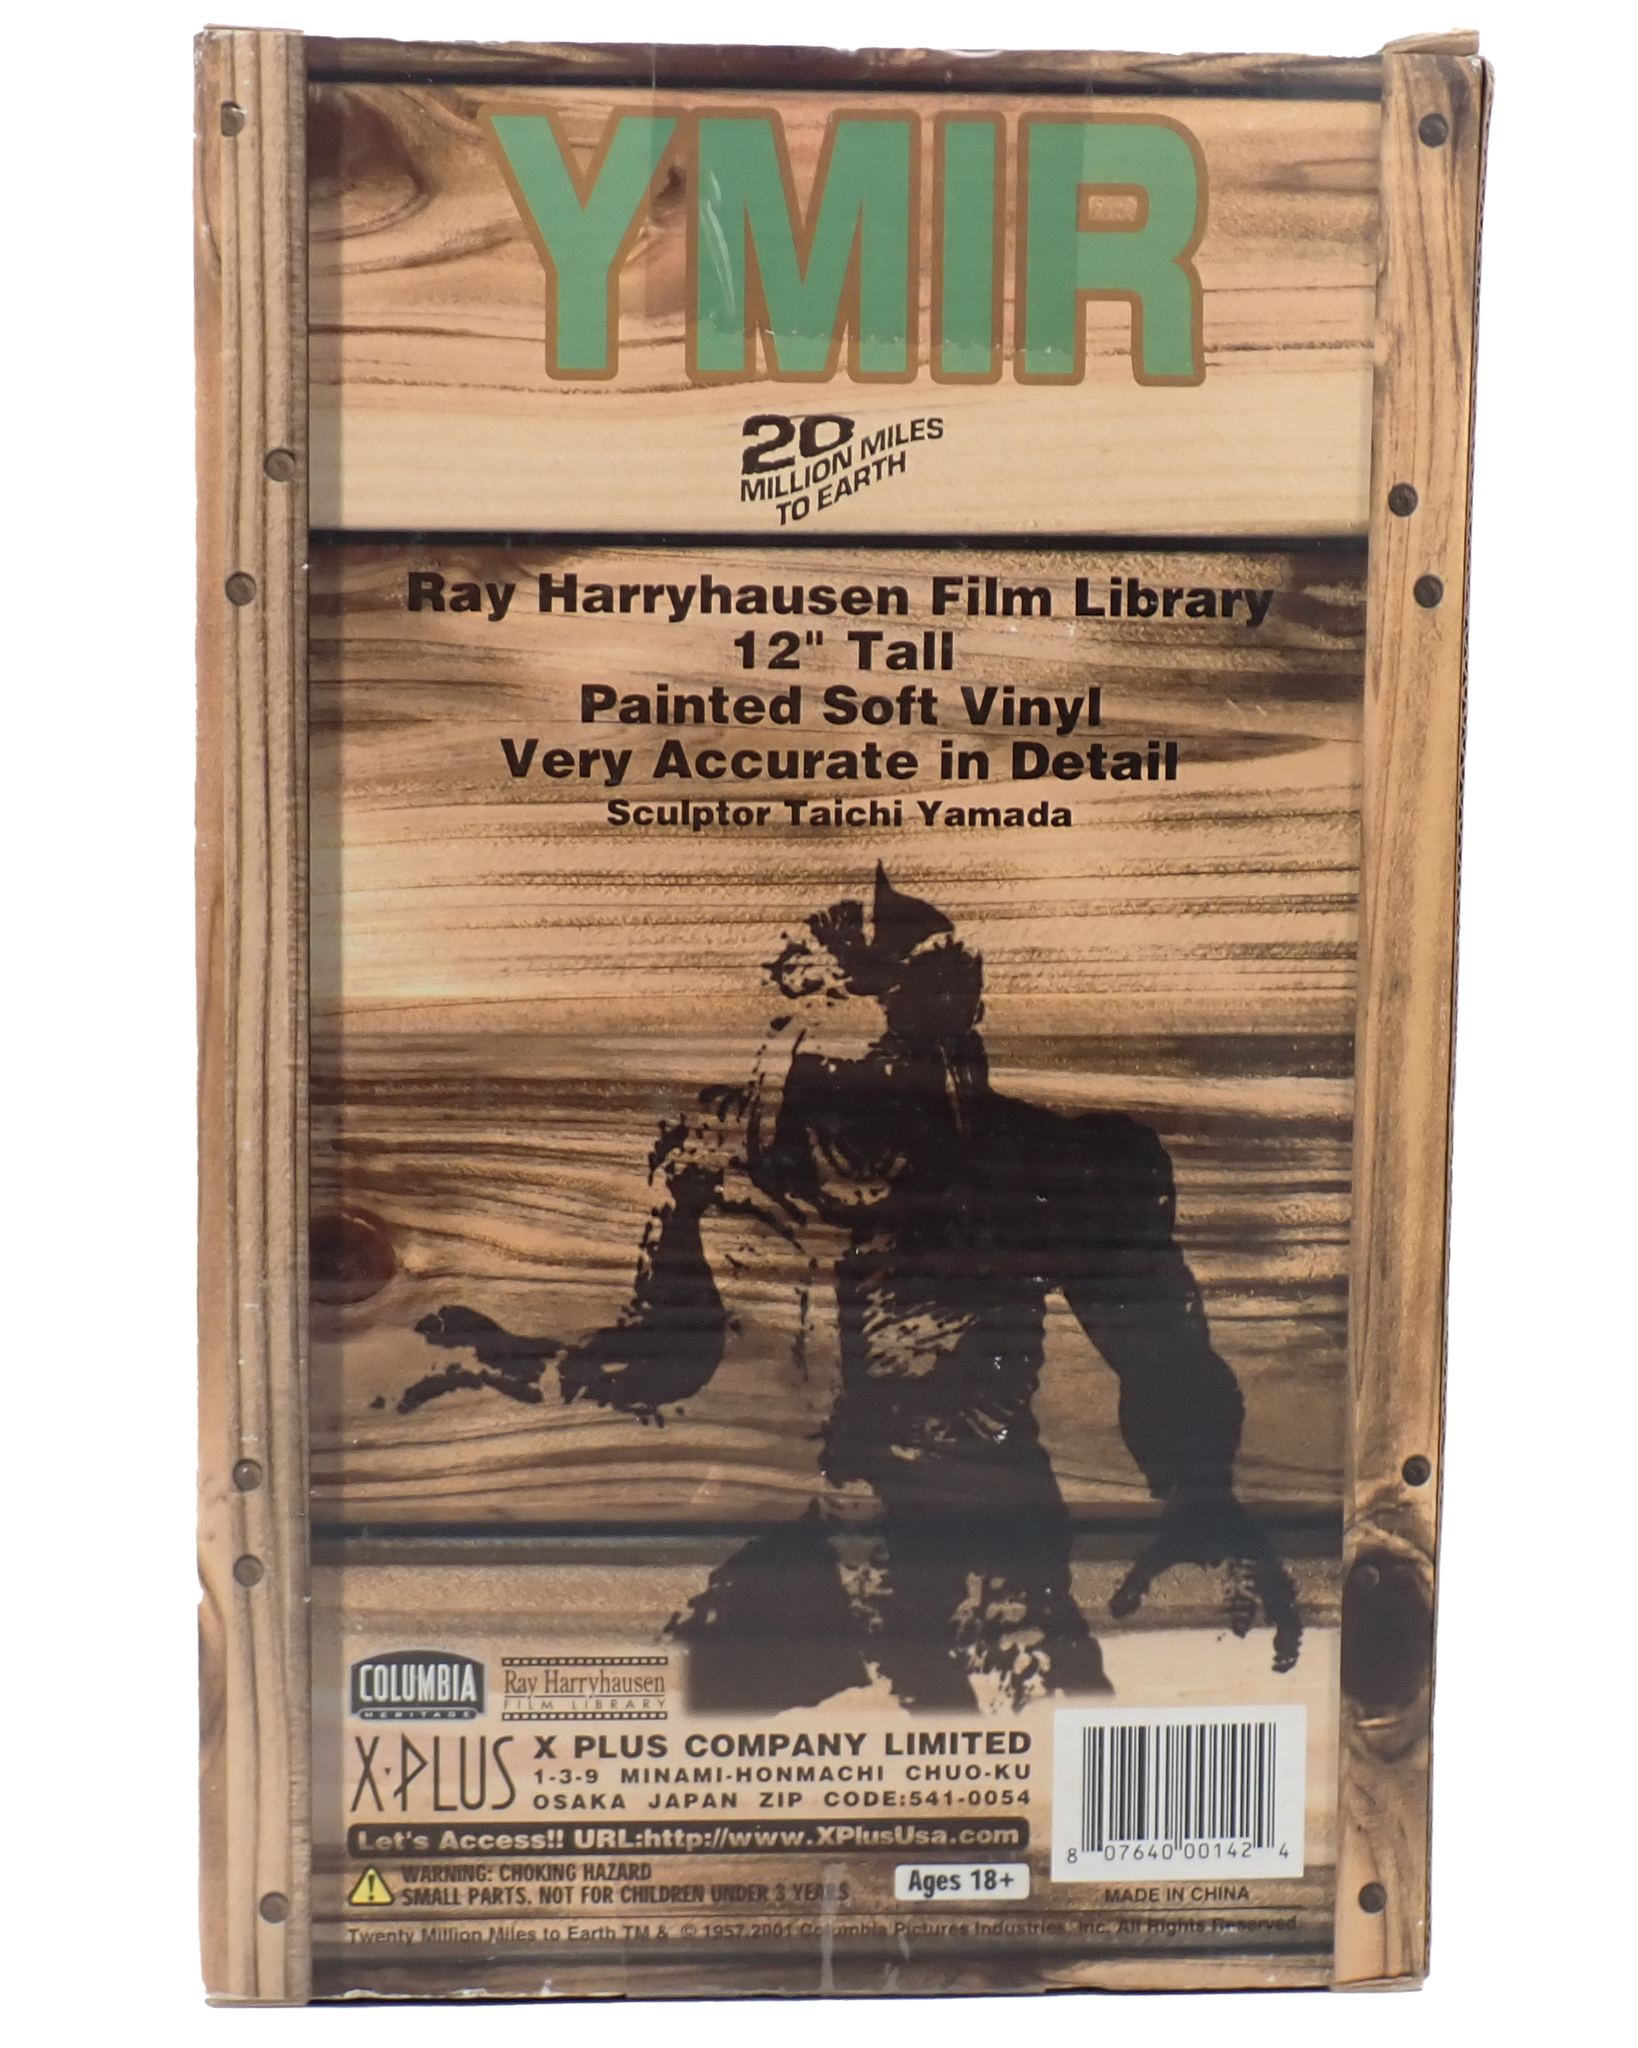 YMIR
20
MILLION MILES
TO EARTH
Ray Harryhausen Film Library
12" Tall
Painted Soft Vinyl
Very Accurate in Detail
Sculptor Taichi Yamada
COLUMBIA
HERITAGE
Ray Harryhausen
FILM LIBRARY
X·PLUS
X PLUS COMPANY LIMITED
1-3-9 MINAMI-HONMACHI CHUO-KU
OSAKA JAPAN ZIP CODE:541-0054
Let's Access!! URL:http://www.XPlusUsa.com
WARNING: CHOKING HAZARD
SMALL PARTS. NOT FOR CHILDREN UNDER 3 YEARS
Ages 18+
8 07640 00142 4
MADE IN CHINA
Twenty Million Miles to Earth TM & © 1957,2001 Columbia Pictures Industries, Inc. All Rights Reserved.